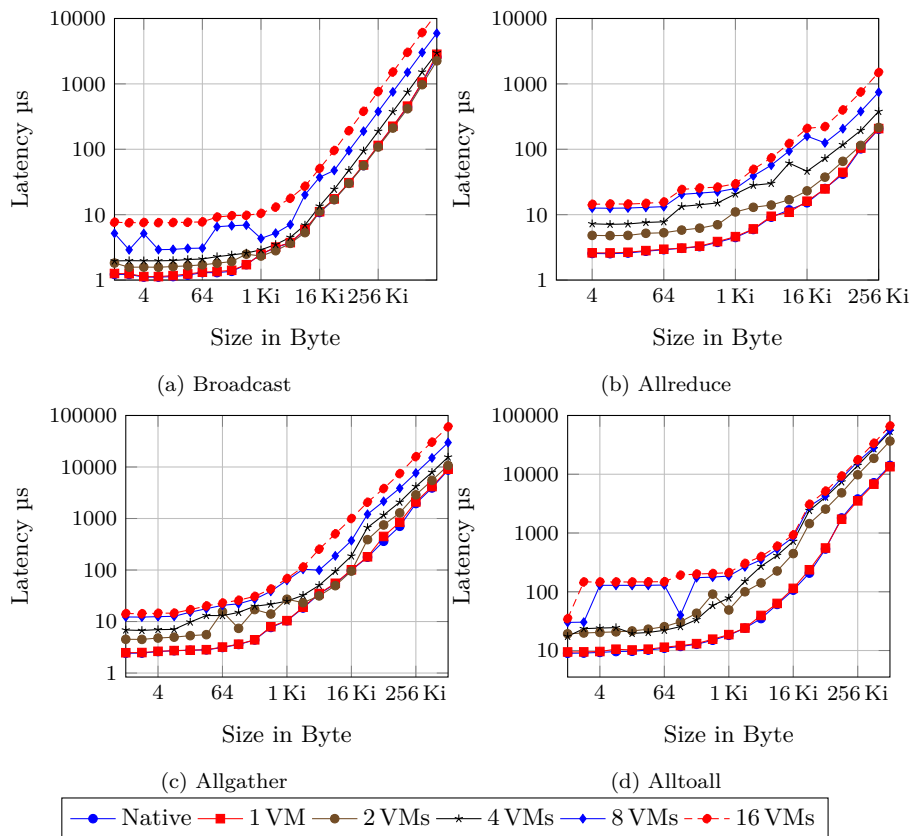 10000
1000
100
10
1
Latency µs
4 64 1 Ki 16 Ki 256 Ki
Size in Byte
(a) Broadcast
10000
1000
100
10
1
Latency µs
4 64 1 Ki 16 Ki 256 Ki
Size in Byte
(b) Allreduce
100000
10000
1000
100
10
1
Latency µs
4 64 1 Ki 16 Ki 256 Ki
Size in Byte
(c) Allgather
100000
10000
1000
100
10
Latency µs
4 64 1 Ki 16 Ki 256 Ki
Size in Byte
(d) Alltoall
Native 1 VM 2 VMs 4 VMs 8 VMs 16 VMs